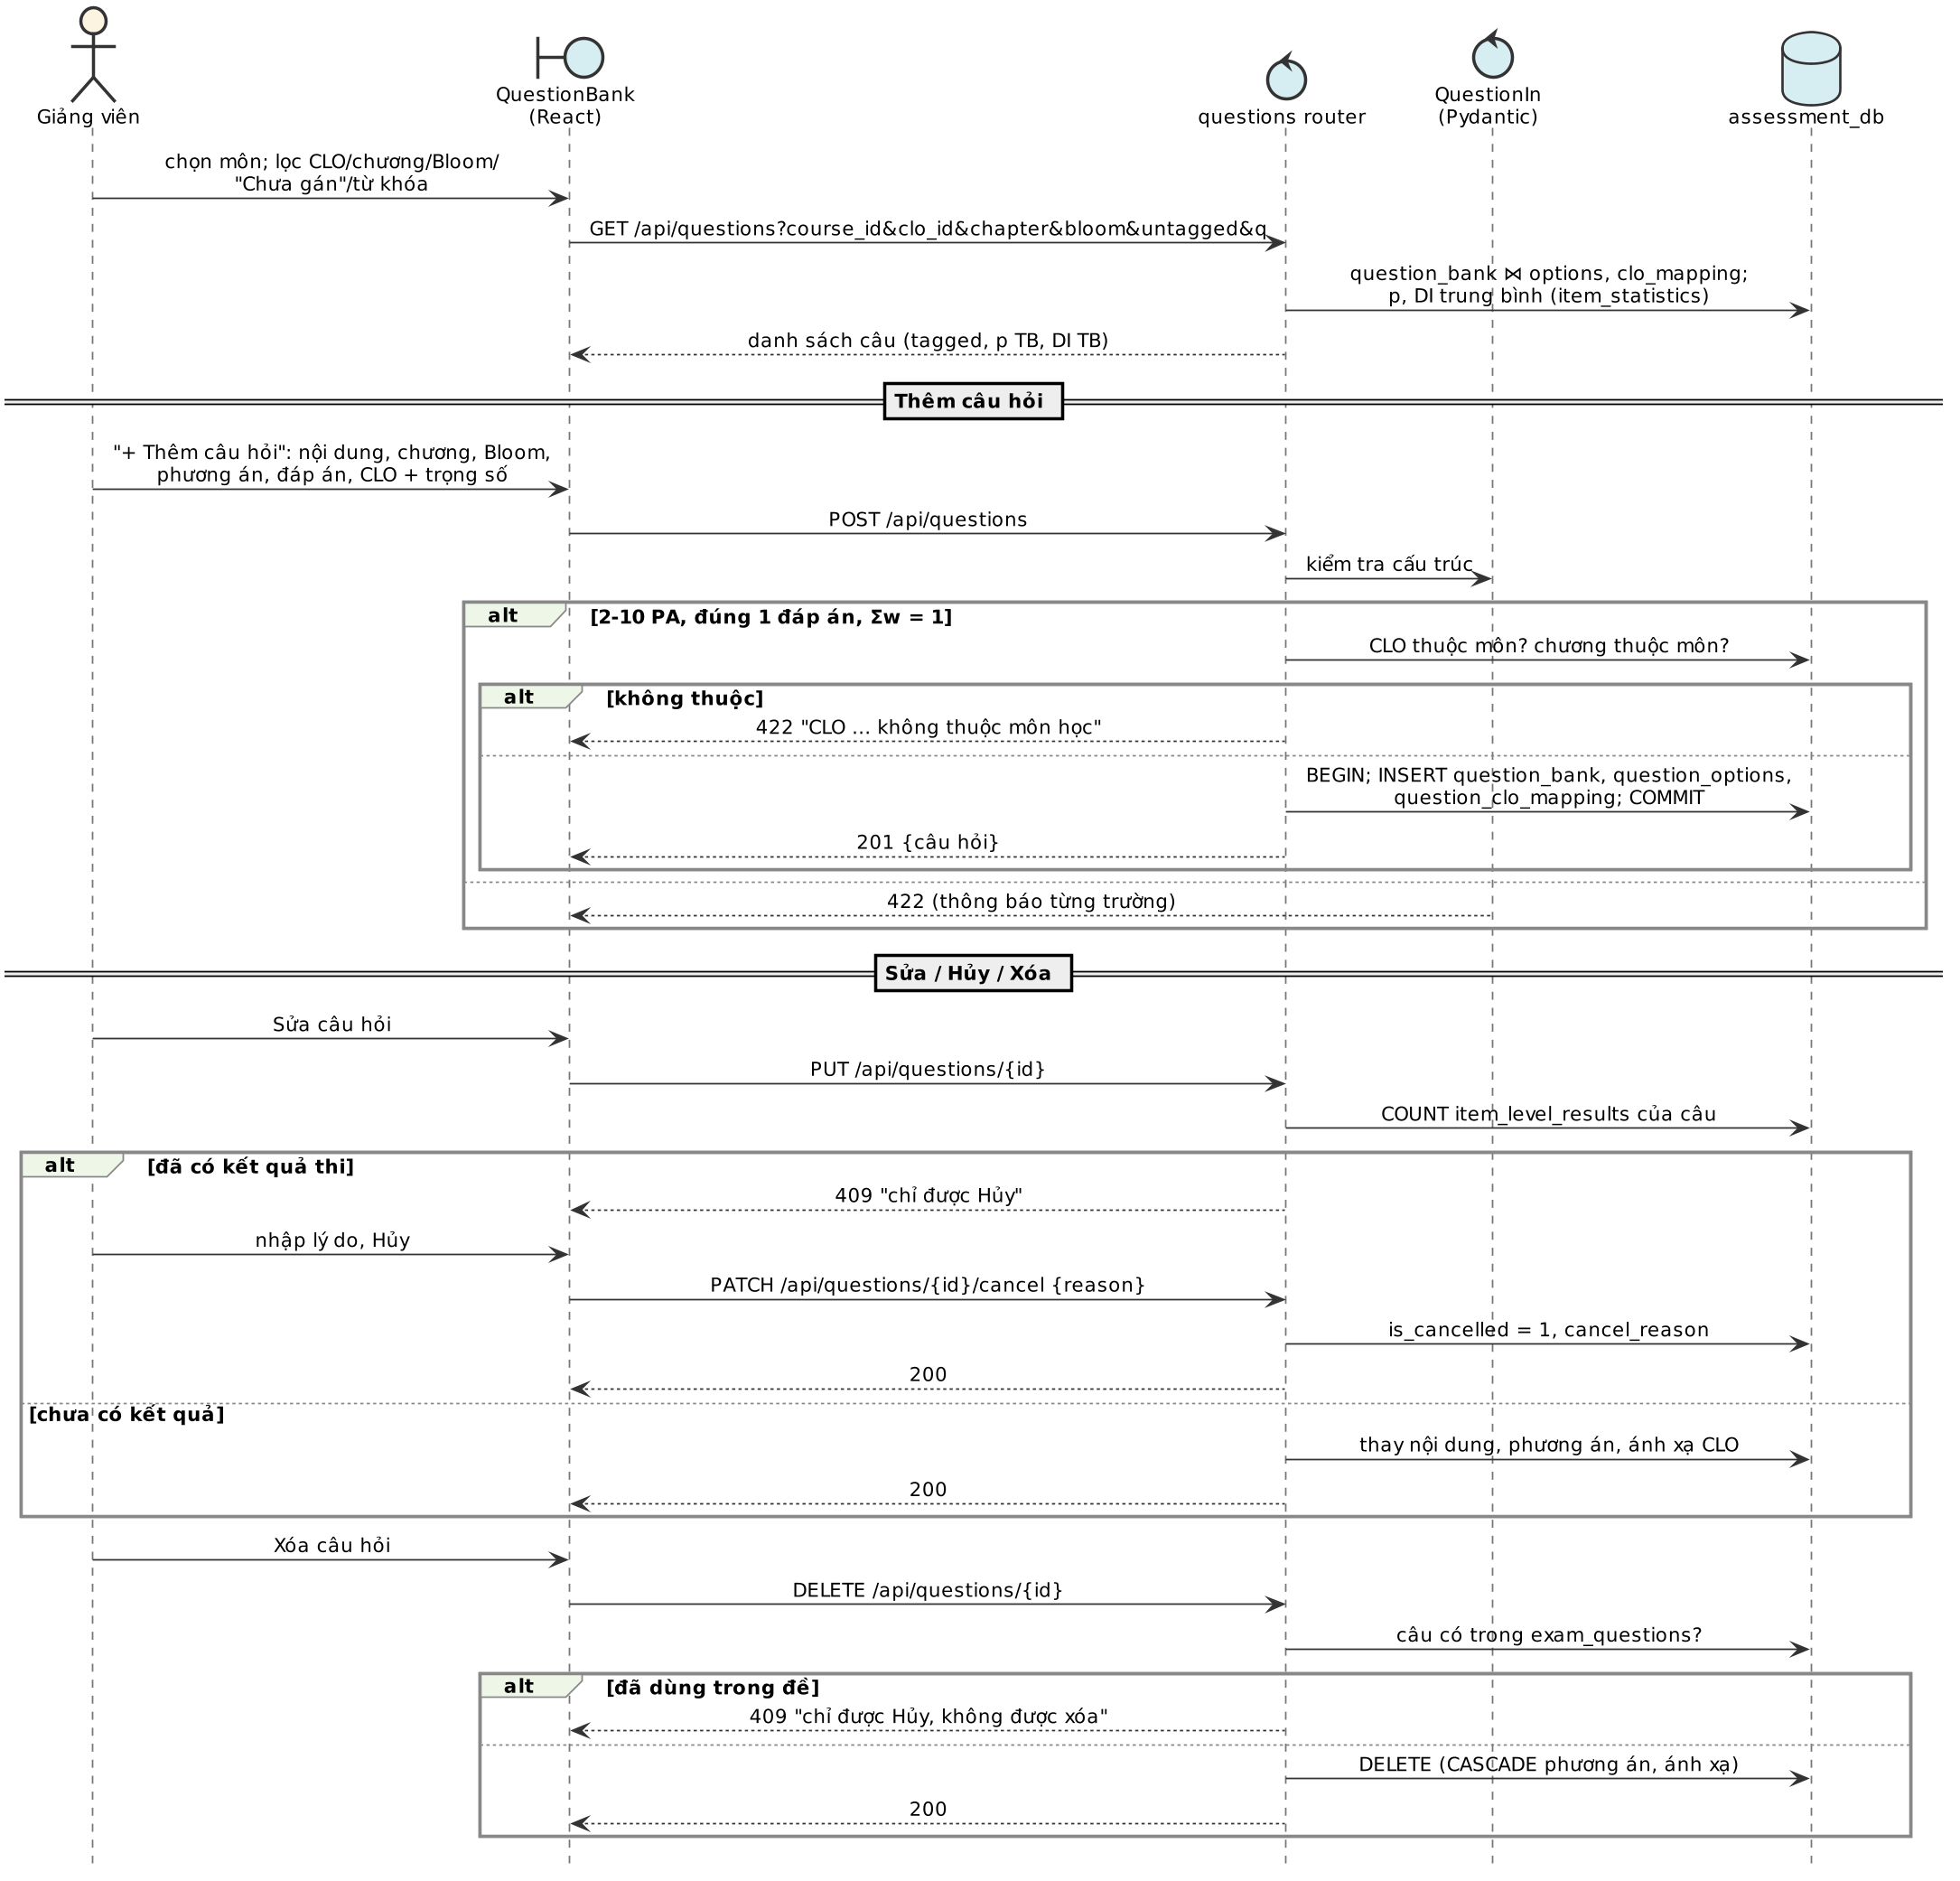 Giảng viên
QuestionBank
(React)
questions router
QuestionIn
(Pydantic)
assessment_db
chọn môn; lọc CLO/chương/Bloom/
"Chưa gán"/từ khóa
GET /api/questions?course_id&clo_id&chapter&bloom&untagged&q
question_bank ⋈ options, clo_mapping;
p, DI trung bình (item_statistics)
danh sách câu (tagged, p TB, DI TB)
Thêm câu hỏi
"+ Thêm câu hỏi": nội dung, chương, Bloom,
phương án, đáp án, CLO + trọng số
POST /api/questions
kiểm tra cấu trúc
alt [2-10 PA, đúng 1 đáp án, Σw = 1]
CLO thuộc môn? chương thuộc môn?
alt [không thuộc]
422 "CLO ... không thuộc môn học"
BEGIN; INSERT question_bank, question_options,
question_clo_mapping; COMMIT
201 {câu hỏi}
422 (thông báo từng trường)
Sửa / Hủy / Xóa
Sửa câu hỏi
PUT /api/questions/{id}
COUNT item_level_results của câu
alt [đã có kết quả thi]
409 "chỉ được Hủy"
nhập lý do, Hủy
PATCH /api/questions/{id}/cancel {reason}
is_cancelled = 1, cancel_reason
200
[chưa có kết quả]
thay nội dung, phương án, ánh xạ CLO
200
Xóa câu hỏi
DELETE /api/questions/{id}
câu có trong exam_questions?
alt [đã dùng trong đề]
409 "chỉ được Hủy, không được xóa"
DELETE (CASCADE phương án, ánh xạ)
200